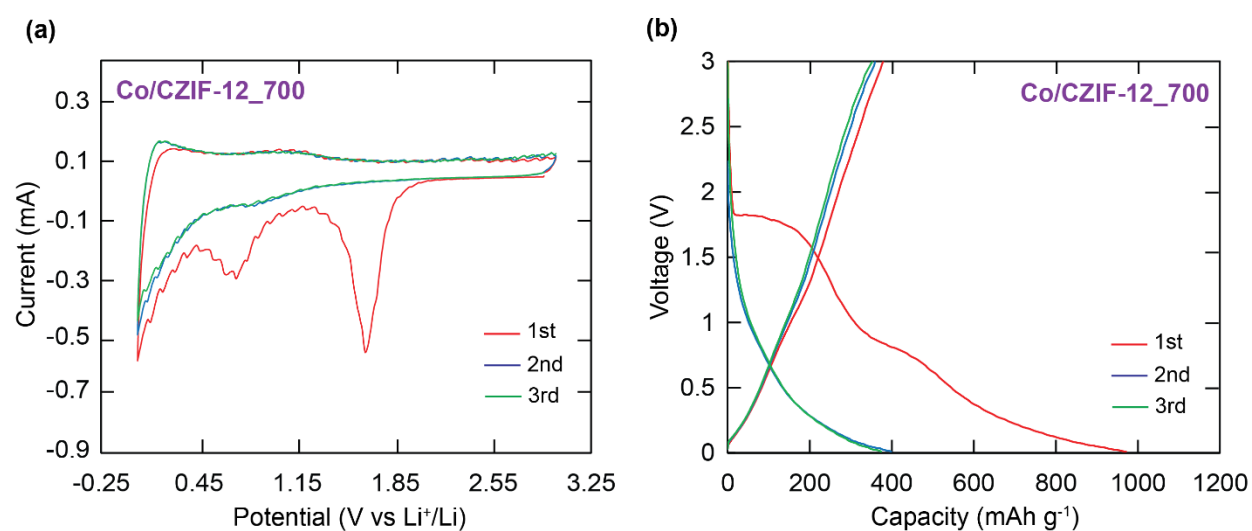 (a)
Co/CZIF-12_700
0.3
0.1
-0.1
-0.3
-0.5
-0.7
-0.9
-0.25
0.45
1.15
1.85
2.55
3.25
Current (mA)
Potential (V vs Li⁺/Li)
1st
2nd
3rd
(b)
Co/CZIF-12_700
3
2.5
2
1.5
1
0.5
0
0
200
400
600
800
1000
1200
Voltage (V)
Capacity (mAh g⁻¹)
1st
2nd
3rd